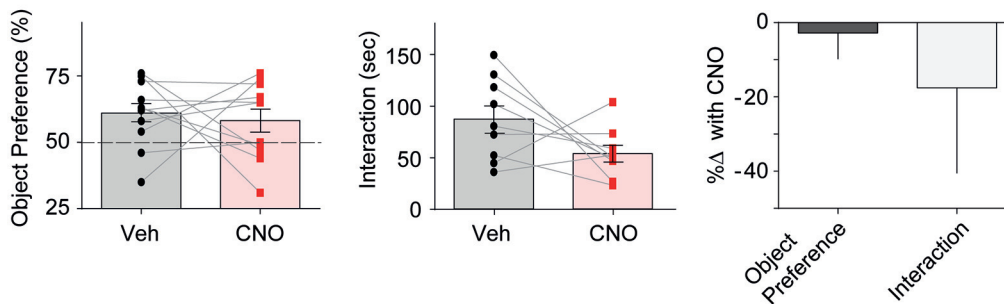 Object Preference (%)
75
50
25
Veh
CNO
Interaction (sec)
150
100
50
0
Veh
CNO
%Δ with CNO
0
-20
-40
Object
Preference
Interaction